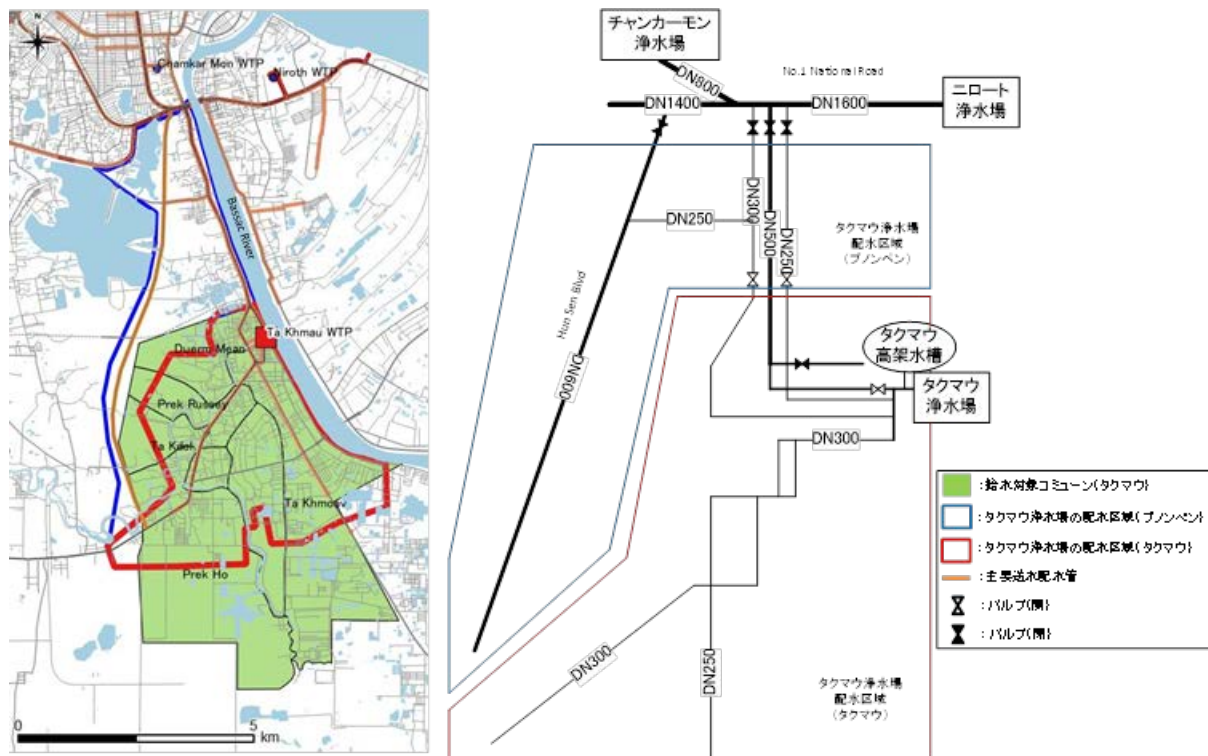 N
Chamkar Mon WTP
Niroth WTP
Bassac River
Ta Khmau WTP
Duerm Mean
Prek Russey
Ta Kdol
Ta Khmosv
Prek Ho
0
5
km
チャンカーモン
浄水場
DN800
No.1 National Road
DN1400
DN1600
ニロート
浄水場
DN300
DN250
DN500
DN250
タクマウ浄水場
配水区域
(プノンペン)
Hun Sen Blvd
DN600
タクマウ
高架水槽
タクマウ
浄水場
DN300
DN300
DN250
タクマウ浄水場
配水区域
(タクマウ)
:給水対象コミューン(タクマウ)
:タクマウ浄水場の配水区域(プノンペン)
:タクマウ浄水場の配水区域(タクマウ)
:主要送水配水管
:バルブ(開)
:バルブ(閉)